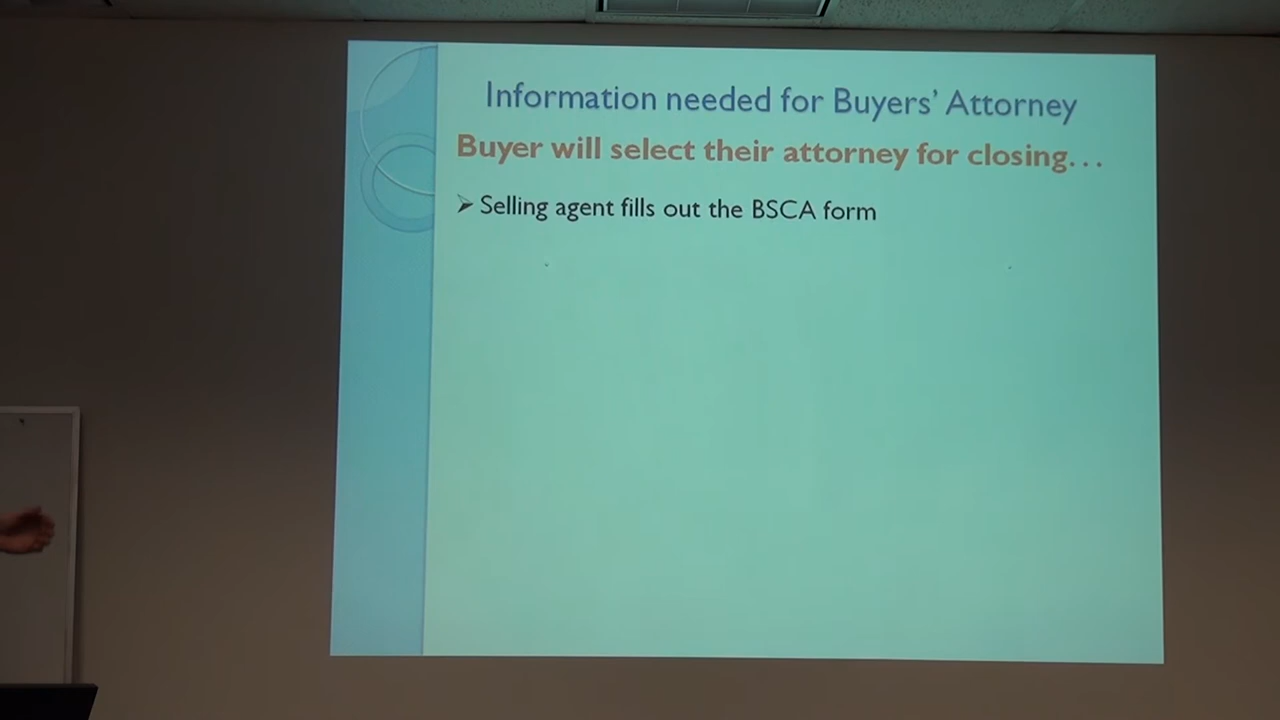 Information needed for Buyers' Attorney
Buyer will select their attorney for closing...
➢ Selling agent fills out the BSCA form